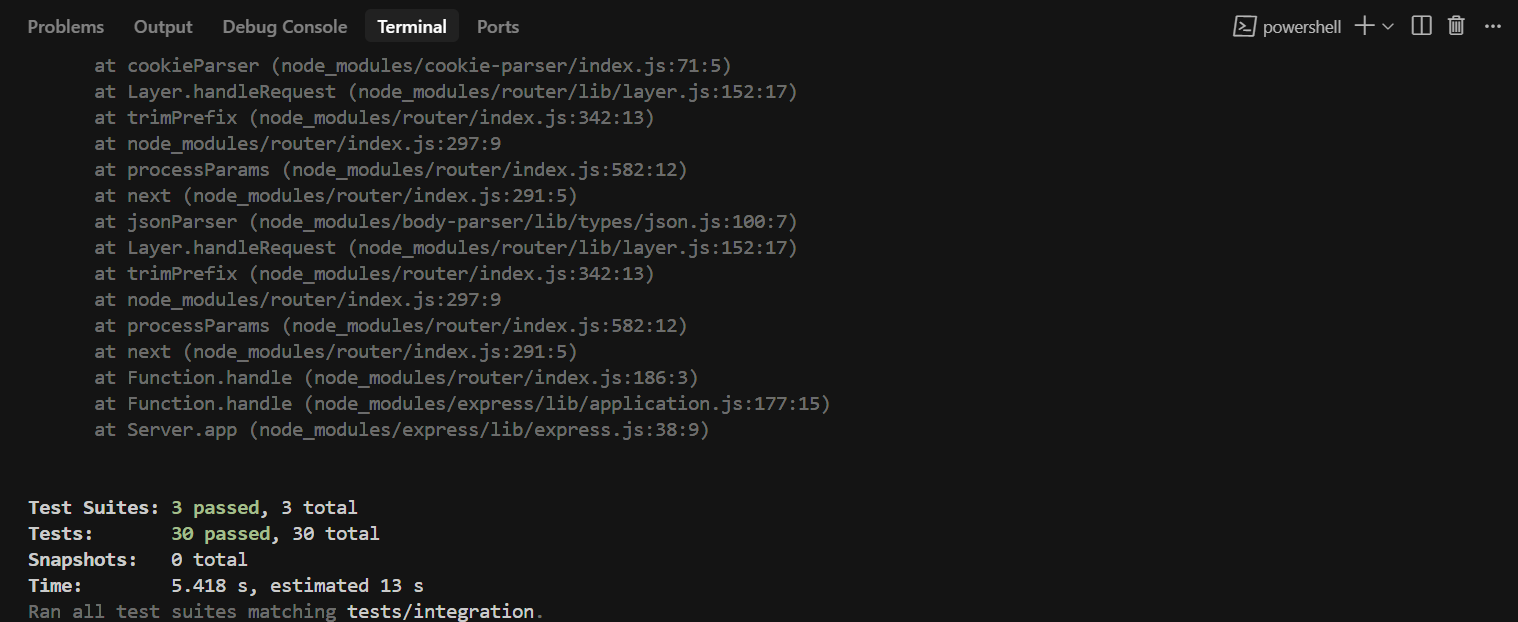 Problems Output Debug Console Terminal Ports powershell
at cookieParser (node_modules/cookie-parser/index.js:71:5)
at Layer.handleRequest (node_modules/router/lib/layer.js:152:17)
at trimPrefix (node_modules/router/index.js:342:13)
at node_modules/router/index.js:297:9
at processParams (node_modules/router/index.js:582:12)
at next (node_modules/router/index.js:291:5)
at jsonParser (node_modules/body-parser/lib/types/json.js:100:7)
at Layer.handleRequest (node_modules/router/lib/layer.js:152:17)
at trimPrefix (node_modules/router/index.js:342:13)
at node_modules/router/index.js:297:9
at processParams (node_modules/router/index.js:582:12)
at next (node_modules/router/index.js:291:5)
at Function.handle (node_modules/router/index.js:186:3)
at Function.handle (node_modules/express/lib/application.js:177:15)
at Server.app (node_modules/express/lib/express.js:38:9)
Test Suites: 3 passed, 3 total
Tests: 30 passed, 30 total
Snapshots: 0 total
Time: 5.418 s, estimated 13 s
Ran all test suites matching tests/integration.